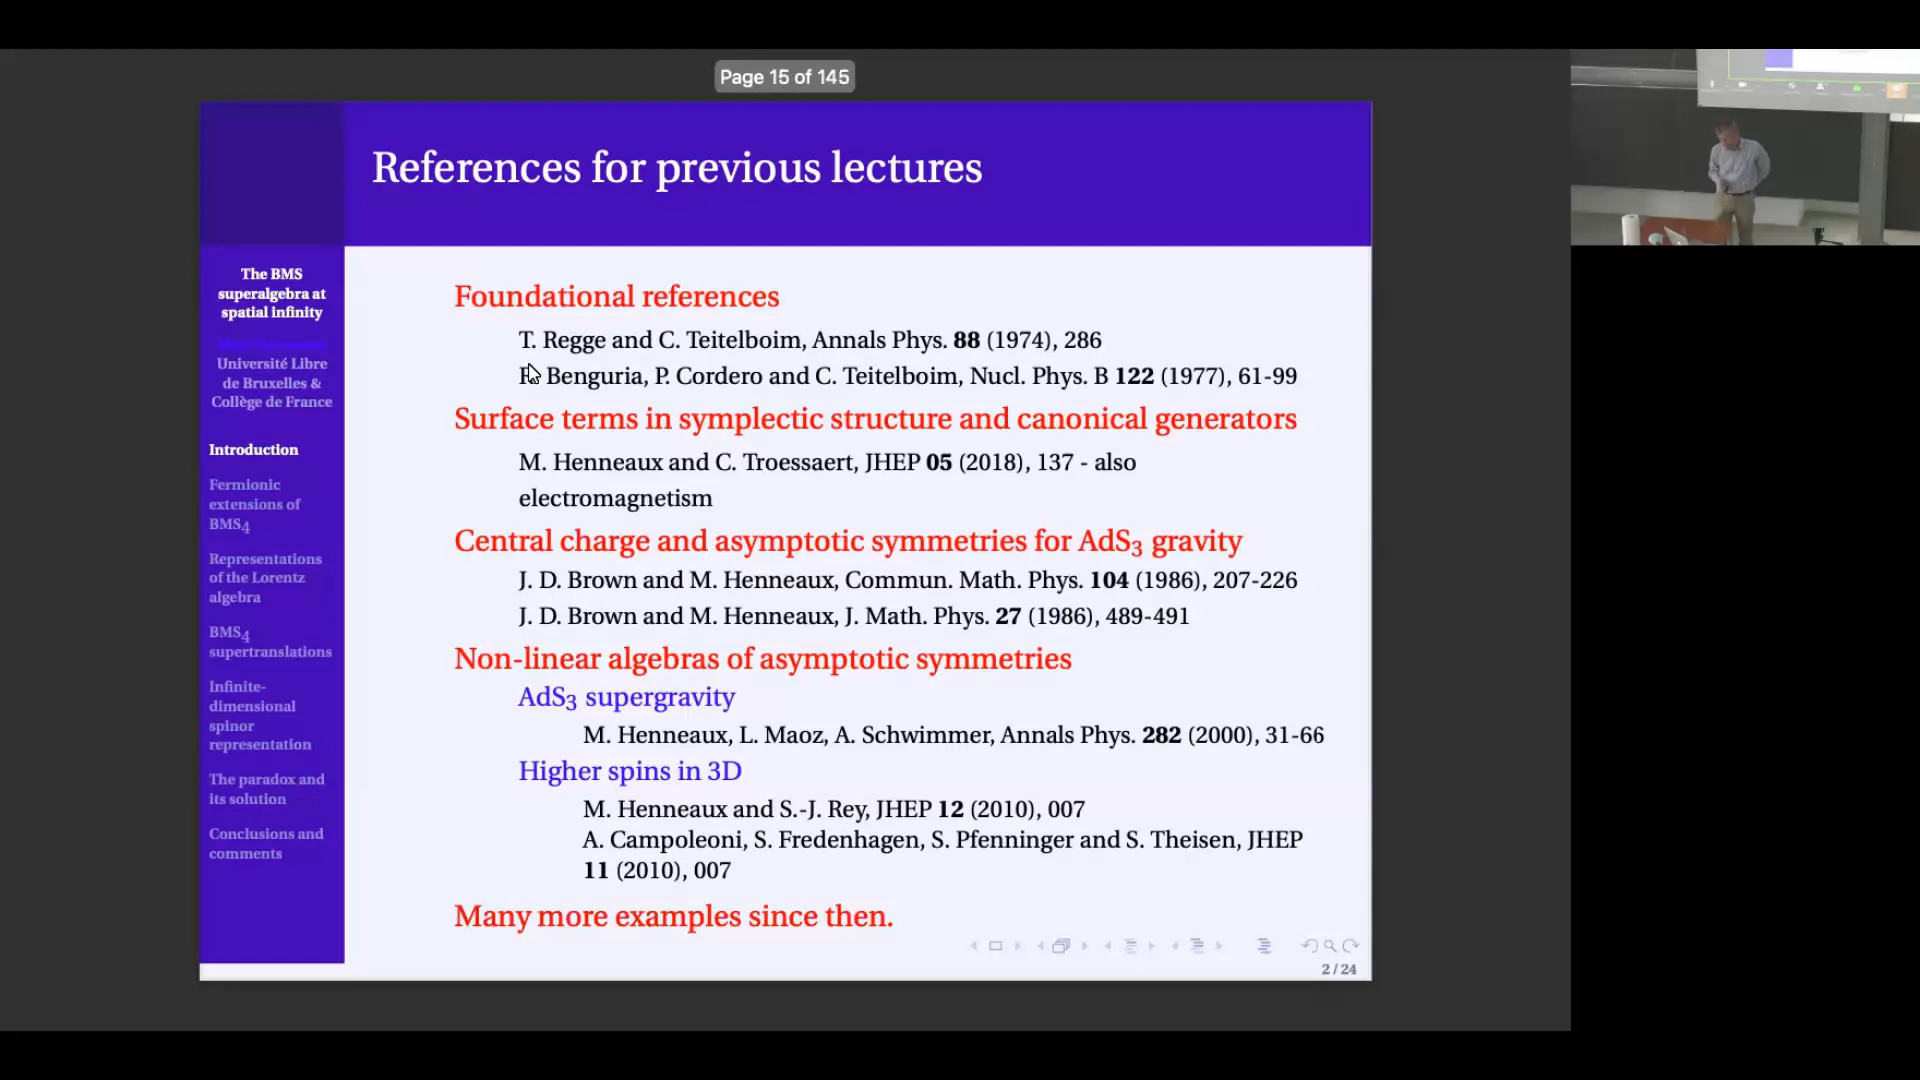 Page 15 of 145
References for previous lectures
The BMS
superalgebra at
spatial infinity
Université Libre
de Bruxelles &
Collège de France
Introduction
Fermionic
extensions of
BMS4
Representations
of the Lorentz
algebra
BMS4
supertranslations
Infinite-
dimensional
spinor
representation
The paradox and
its solution
Conclusions and
comments
Foundational references
T. Regge and C. Teitelboim, Annals Phys. 88 (1974), 286
Benguria, P. Cordero and C. Teitelboim, Nucl. Phys. B 122 (1977), 61-99
Surface terms in symplectic structure and canonical generators
M. Henneaux and C. Troessaert, JHEP 05 (2018), 137 - also
electromagnetism
Central charge and asymptotic symmetries for AdS3 gravity
J. D. Brown and M. Henneaux, Commun. Math. Phys. 104 (1986), 207-226
J. D. Brown and M. Henneaux, J. Math. Phys. 27 (1986), 489-491
Non-linear algebras of asymptotic symmetries
AdS3 supergravity
M. Henneaux, L. Maoz, A. Schwimmer, Annals Phys. 282 (2000), 31-66
Higher spins in 3D
M. Henneaux and S.-J. Rey, JHEP 12 (2010), 007
A. Campoleoni, S. Fredenhagen, S. Pfenninger and S. Theisen, JHEP
11 (2010), 007
Many more examples since then.
2 / 24